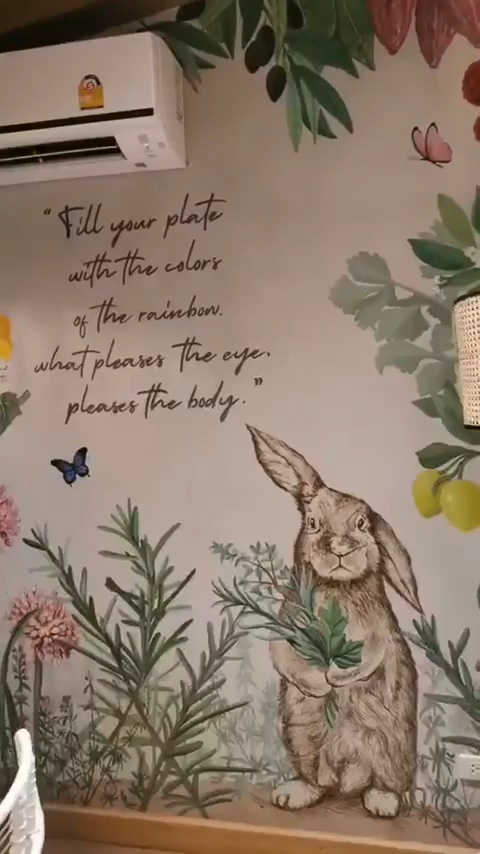 “Fill your plate
with the colors
of the rainbow.
what pleases the eye,
pleases the body.”